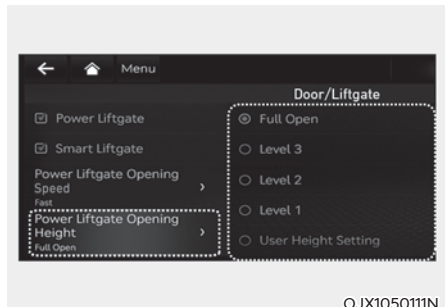 Menu
Door/Liftgate
Power Liftgate
Smart Liftgate
Power Liftgate Opening
Speed
Fast
Power Liftgate Opening
Height
Full Open
Full Open
Level 3
Level 2
Level 1
User Height Setting
OJX1050111N